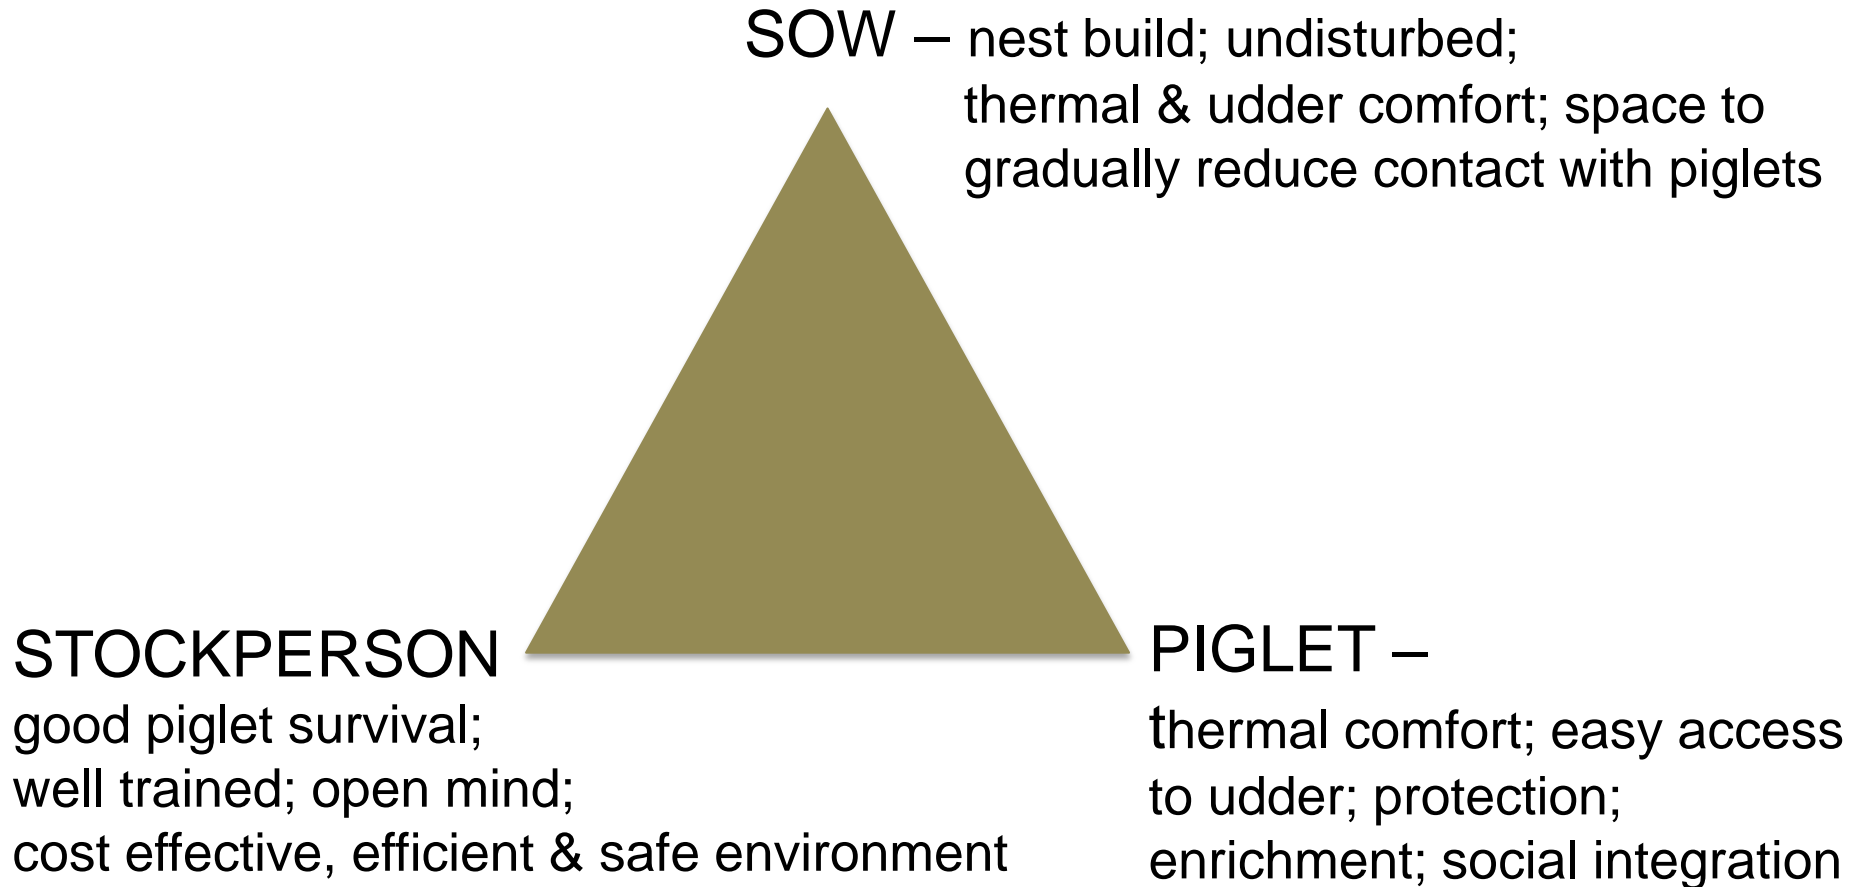 SOW – nest build; undisturbed;
thermal & udder comfort; space to
gradually reduce contact with piglets
STOCKPERSON
good piglet survival;
well trained; open mind;
cost effective, efficient & safe environment
PIGLET –
thermal comfort; easy access
to udder; protection;
enrichment; social integration